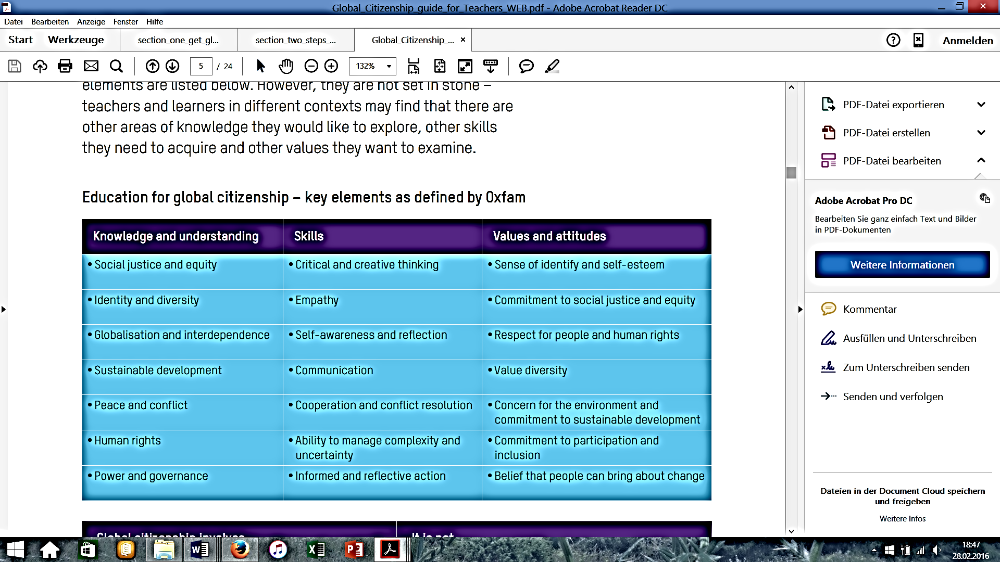 Global_Citizenship_guide_for_Teachers_WEB.pdf - Adobe Acrobat Reader DC
Datei Bearbeiten Anzeige Fenster Hilfe
Start Werkzeuge section_one_get_gl... section_two_steps_... Global_Citizenship_... × Anmelden
5 / 24 132%
elements are listed below. However, they are not set in stone –
teachers and learners in different contexts may find that there are
other areas of knowledge they would like to explore, other skills
they need to acquire and other values they want to examine.
Education for global citizenship – key elements as defined by Oxfam
Knowledge and understanding Skills Values and attitudes
• Social justice and equity • Critical and creative thinking • Sense of identify and self-esteem
• Identity and diversity • Empathy • Commitment to social justice and equity
• Globalisation and interdependence • Self-awareness and reflection • Respect for people and human rights
• Sustainable development • Communication • Value diversity
• Peace and conflict • Cooperation and conflict resolution • Concern for the environment and
commitment to sustainable development
• Human rights • Ability to manage complexity and
uncertainty
• Commitment to participation and
inclusion
• Power and governance • Informed and reflective action • Belief that people can bring about change
Global citizenship involves It is not
PDF-Datei exportieren
PDF-Datei erstellen
PDF-Datei bearbeiten
Adobe Acrobat Pro DC
Bearbeiten Sie ganz einfach Text und Bilder
in PDF-Dokumenten
Weitere Informationen
Kommentar
Ausfüllen und Unterschreiben
Zum Unterschreiben senden
Senden und verfolgen
Dateien in der Document Cloud speichern
und freigeben
Weitere Infos
18:47
28.02.2016